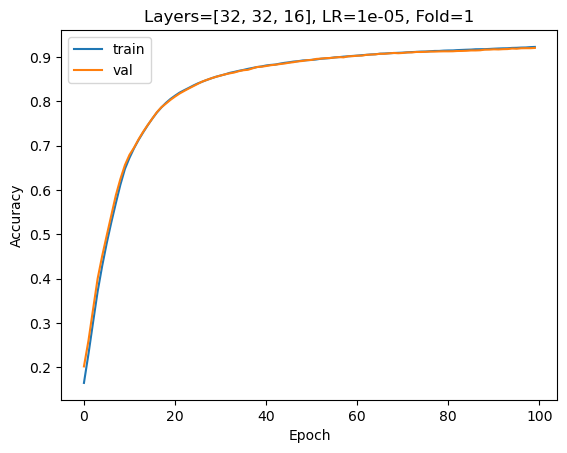 Layers=[32, 32, 16], LR=1e-05, Fold=1
train
val
0.9
0.8
0.7
0.6
0.5
0.4
0.3
0.2
Accuracy
0 20 40 60 80 100
Epoch